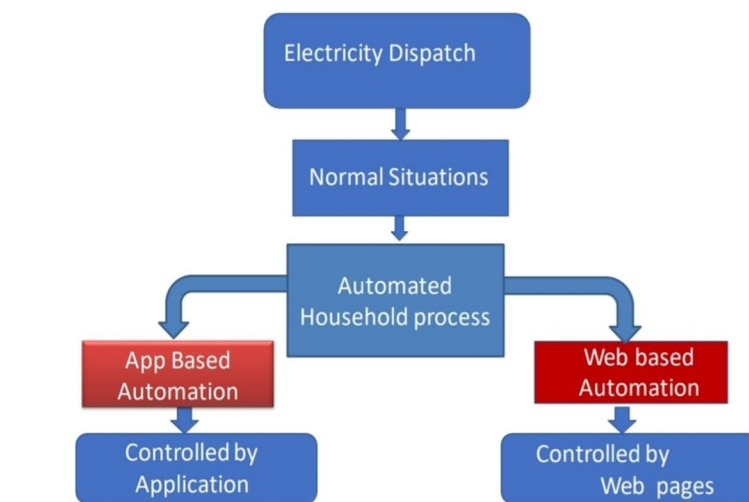 Electricity Dispatch
Normal Situations
Automated
Household process
App Based
Automation
Web based
Automation
Controlled by
Application
Controlled by
Web pages